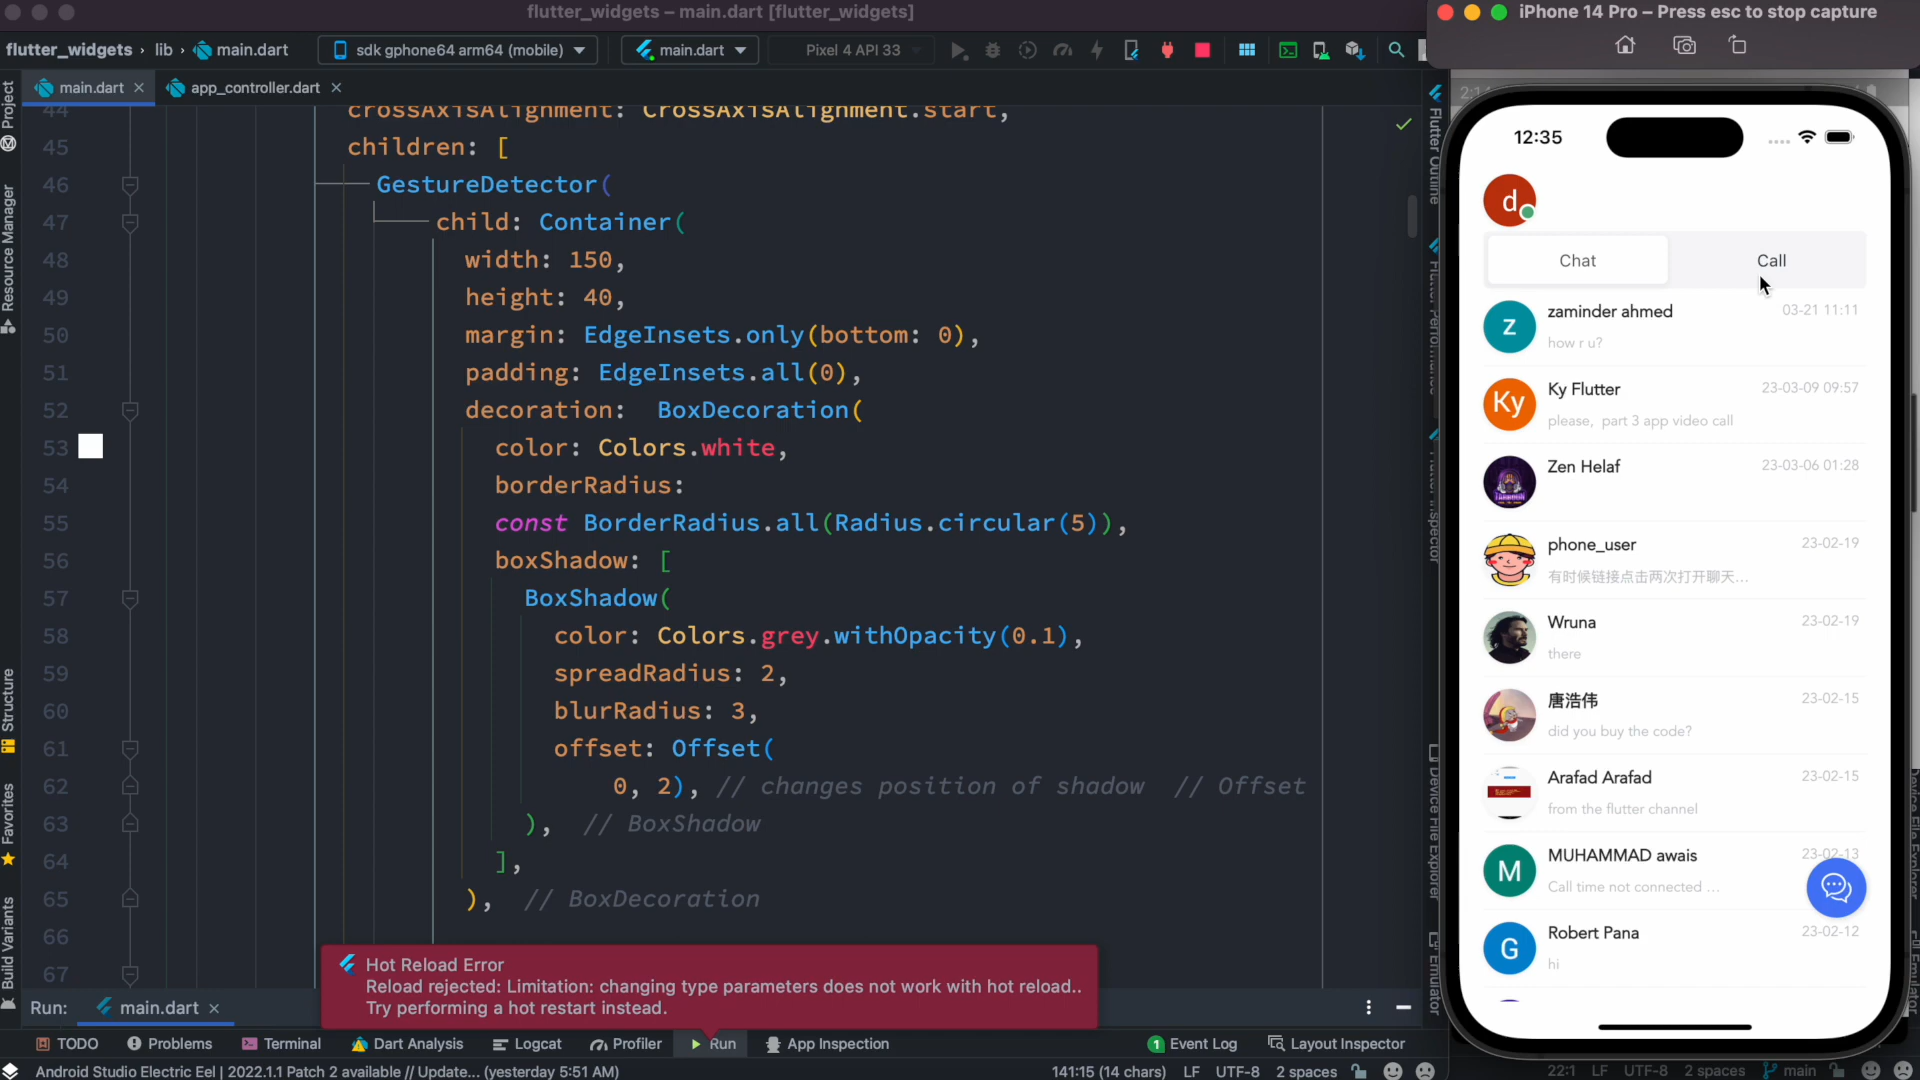 flutter_widgets – main.dart [flutter_widgets]
flutter_widgets › lib › main.dart
sdk gphone64 arm64 (mobile)
main.dart
Pixel 4 API 33
main.dart
app_controller.dart
44 crossAxisAlignment: CrossAxisAlignment.start,
45 children: [
46 GestureDetector(
47 child: Container(
48 width: 150,
49 height: 40,
50 margin: EdgeInsets.only(bottom: 0),
51 padding: EdgeInsets.all(0),
52 decoration:  BoxDecoration(
53 color: Colors.white,
54 borderRadius:
55 const BorderRadius.all(Radius.circular(5)),
56 boxShadow: [
57 BoxShadow(
58 color: Colors.grey.withOpacity(0.1),
59 spreadRadius: 2,
60 blurRadius: 3,
61 offset: Offset(
62 0, 2), // changes position of shadow  // Offset
63 ),  // BoxShadow
64 ],
65 ),  // BoxDecoration
66
67
Hot Reload Error
Reload rejected: Limitation: changing type parameters does not work with hot reload..
Try performing a hot restart instead.
Run:
main.dart
TODO
Problems
Terminal
Dart Analysis
Logcat
Profiler
Run
App Inspection
1 Event Log
Layout Inspector
Android Studio Electric Eel | 2022.1.1 Patch 2 available // Update... (yesterday 5:51 AM)
141:15 (14 chars) LF UTF-8 2 spaces
Project
Resource Manager
Structure
Favorites
Build Variants
Flutter Outline
Device File Explorer
Emulator
iPhone 14 Pro – Press esc to stop capture
12:35
d
Chat
Call
z
zaminder ahmed
03-21 11:11
how r u?
Ky
Ky Flutter
23-03-09 09:57
please, part 3 app video call
Zen Helaf
23-03-06 01:28
phone_user
23-02-19
有时候链接点击两次打开聊天...
Wruna
23-02-19
there
唐浩伟
23-02-15
did you buy the code?
Arafad Arafad
23-02-15
from the flutter channel
M
MUHAMMAD awais
23-02-13
Call time not connected ...
G
Robert Pana
23-02-12
hi
22:1 LF UTF-8 2 spaces main